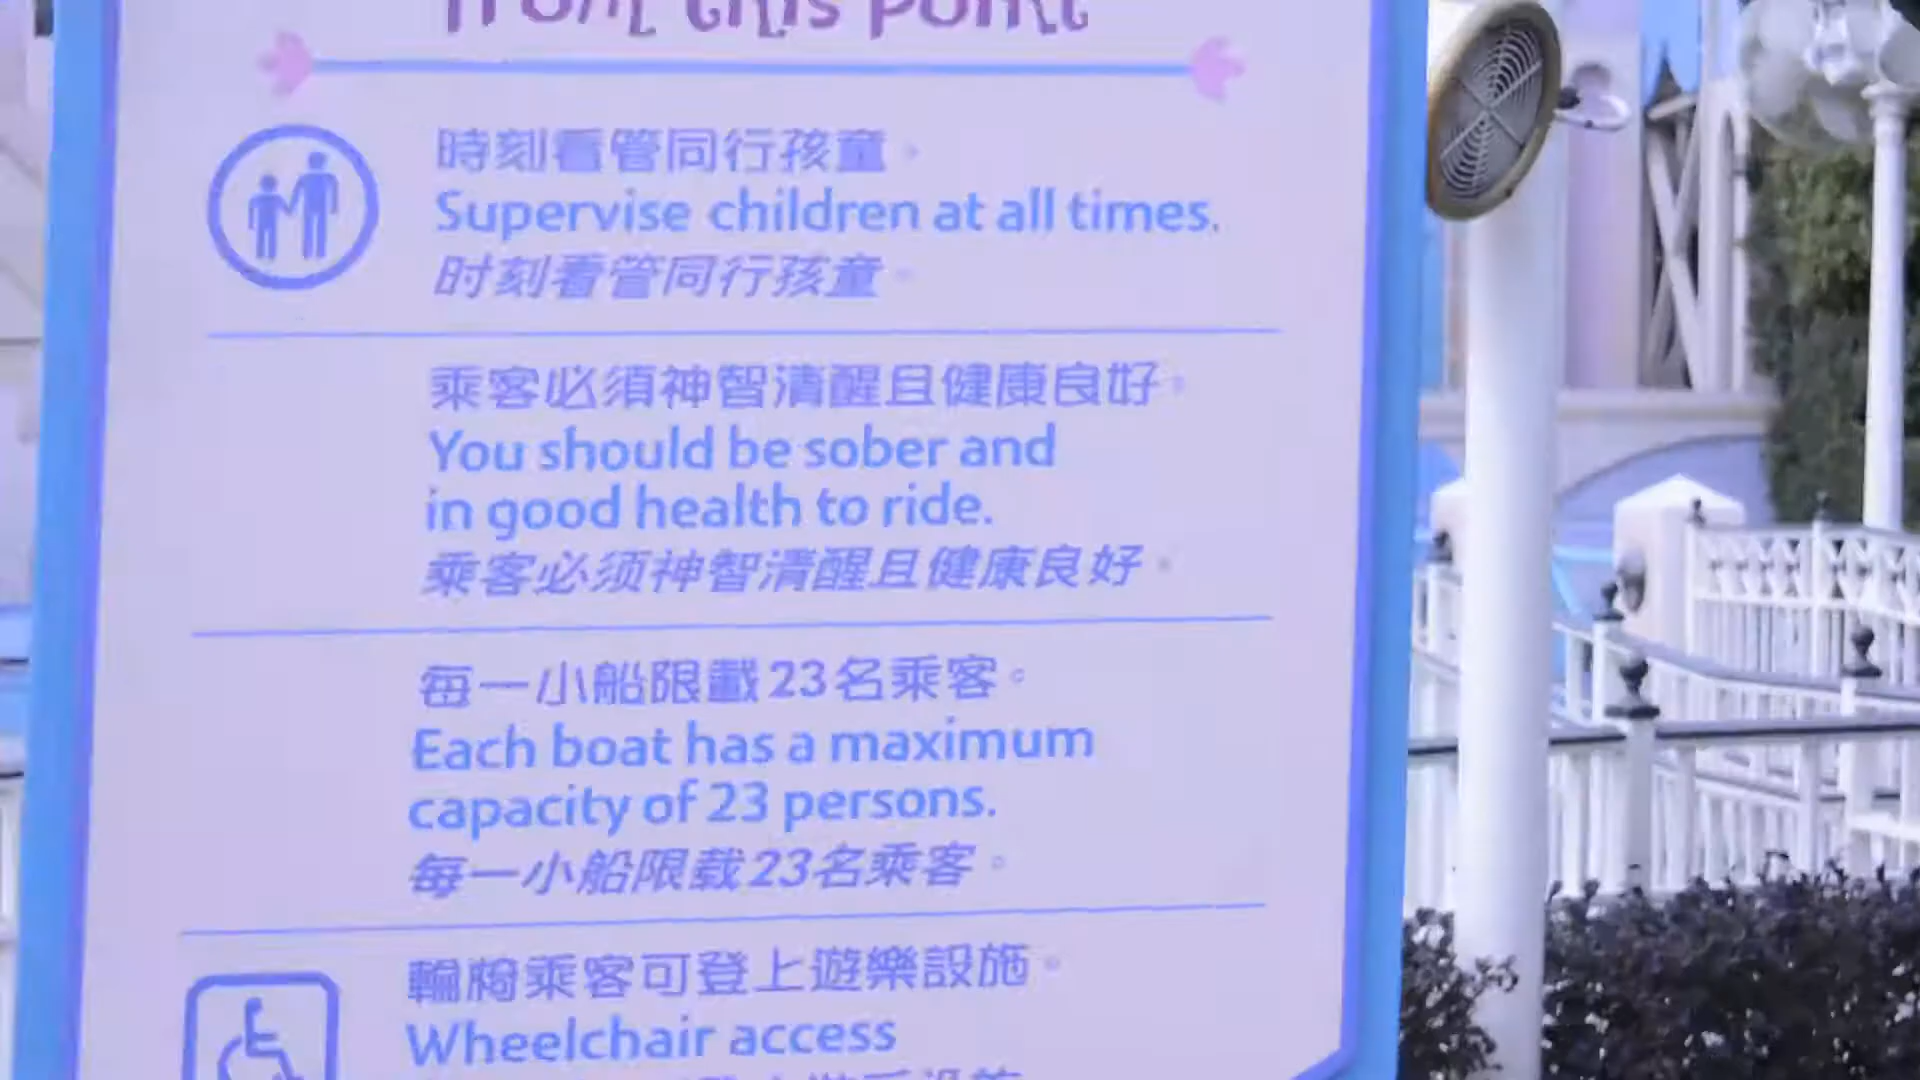 from this point
時刻看管同行孩童。
Supervise children at all times.
时刻看管同行孩童。
乘客必須神智清醒且健康良好。
You should be sober and
in good health to ride.
乘客必须神智清醒且健康良好。
每一小船限載23名乘客。
Each boat has a maximum
capacity of 23 persons.
每一小船限载23名乘客。
輪椅乘客可登上遊樂設施。
Wheelchair access